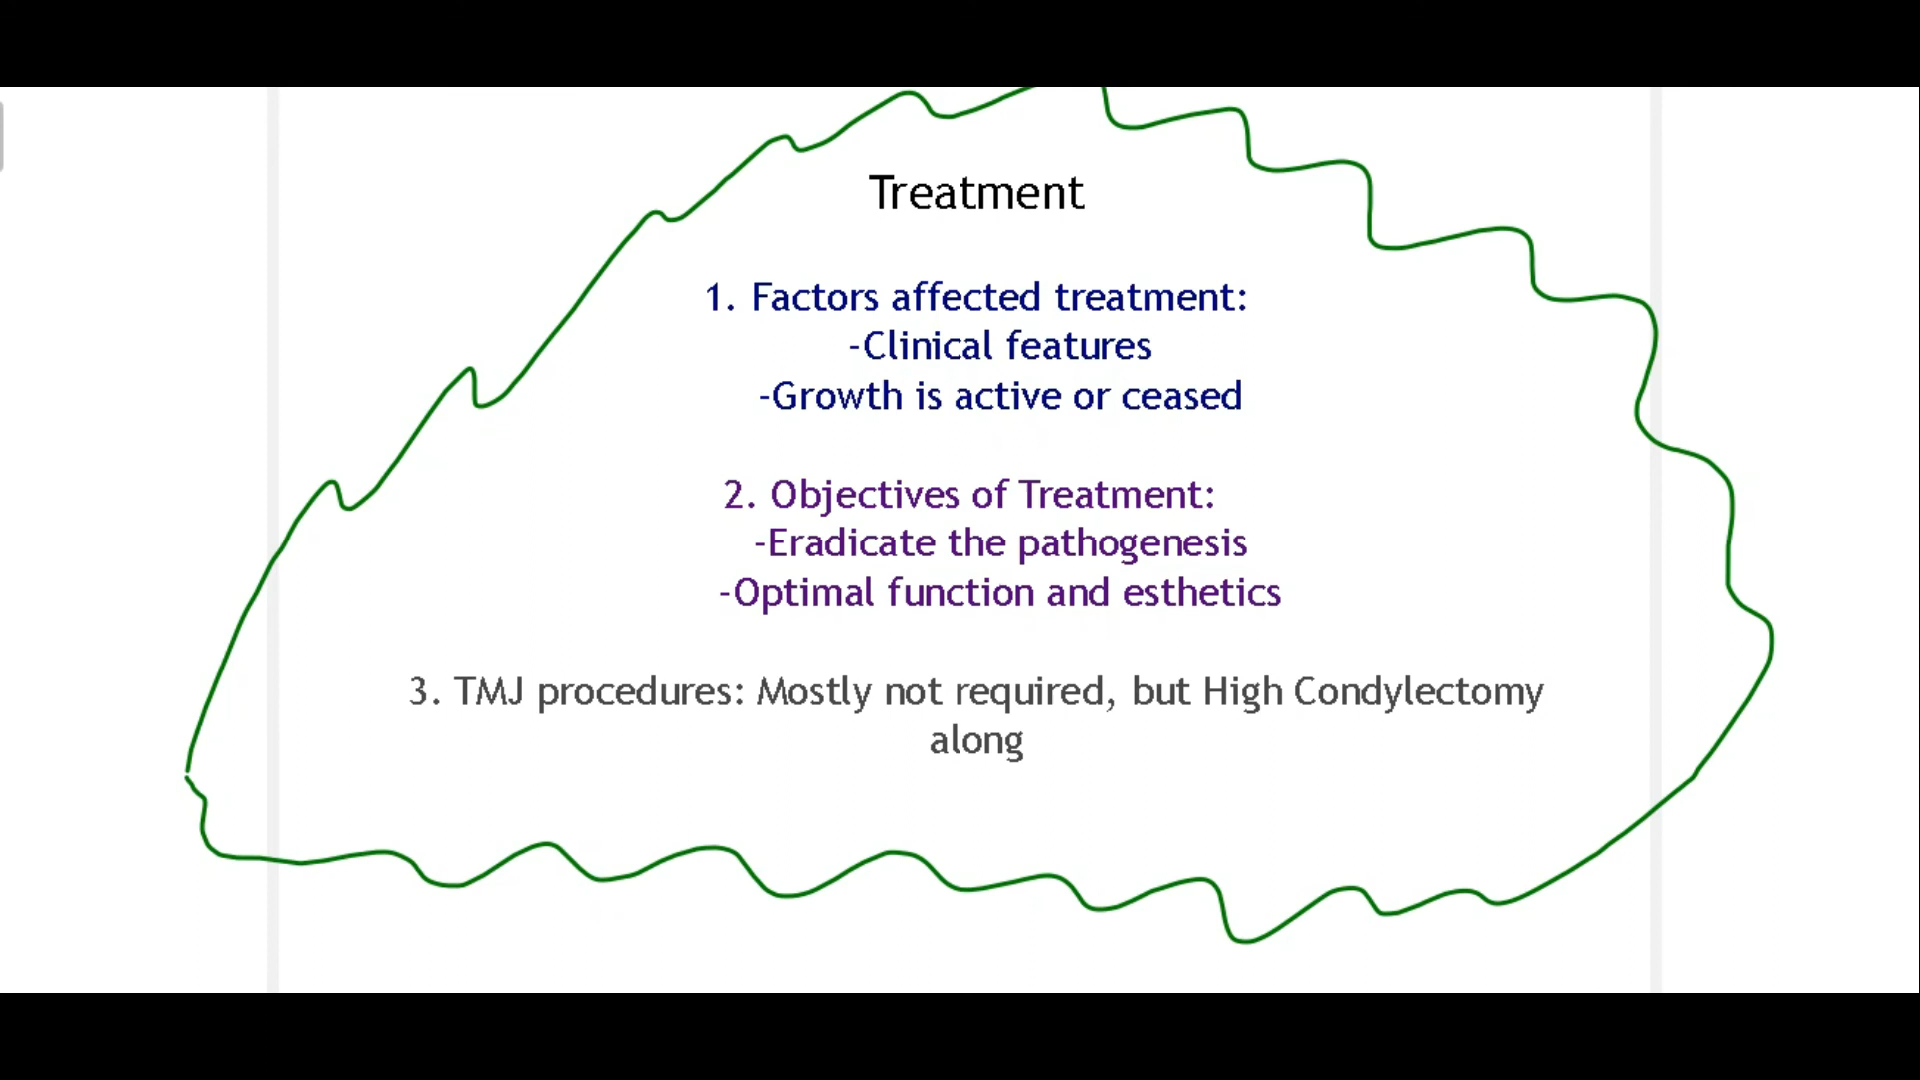 Treatment
1. Factors affected treatment:
-Clinical features
-Growth is active or ceased
2. Objectives of Treatment:
-Eradicate the pathogenesis
-Optimal function and esthetics
3. TMJ procedures: Mostly not required, but High Condylectomy
along